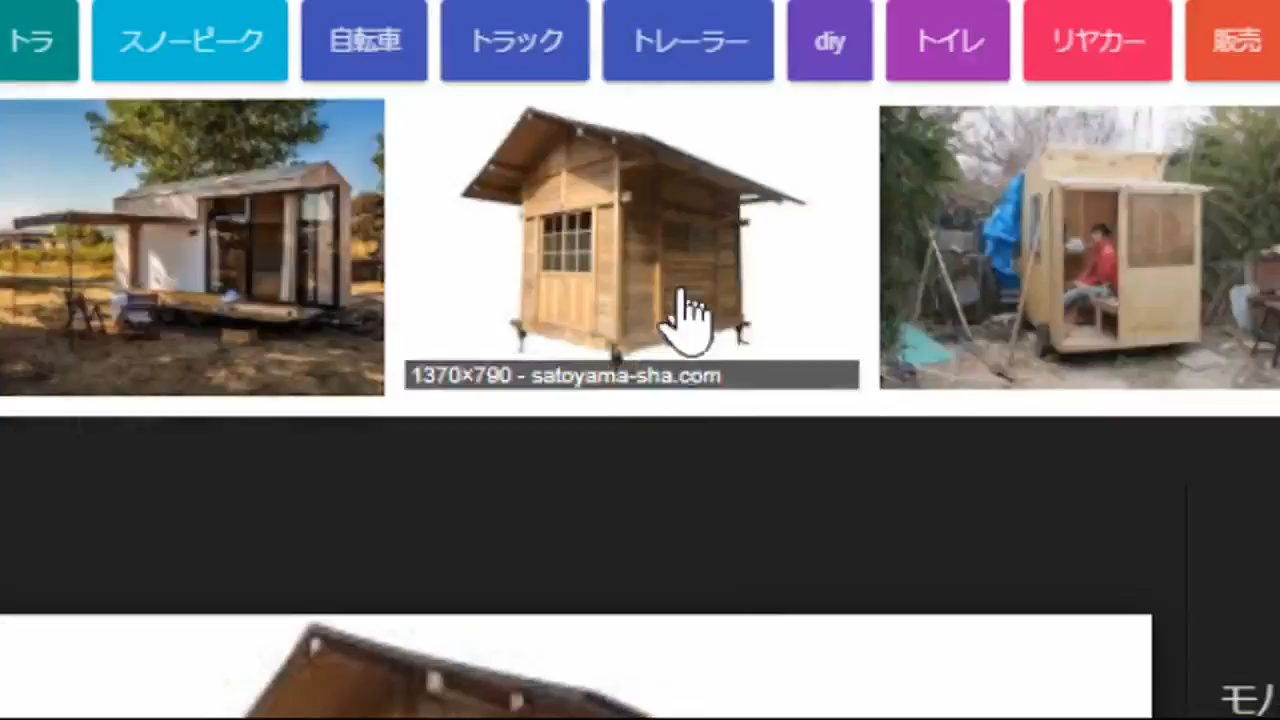 トラ スノーピーク 自転車 トラック トレーラー diy トイレ リヤカー 販売
1370×790 - satoyama-sha.com
モノ